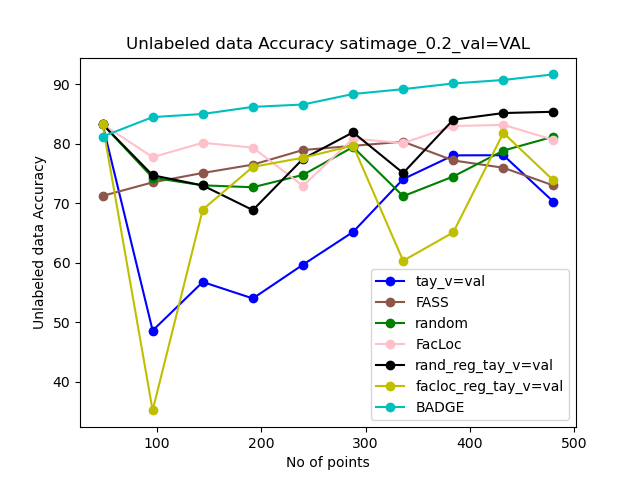 Unlabeled data Accuracy satimage_0.2_val=VAL
90
80
70
60
50
40
Unlabeled data Accuracy
100
200
300
400
500
No of points
tay_v=val
FASS
random
FacLoc
rand_reg_tay_v=val
facloc_reg_tay_v=val
BADGE